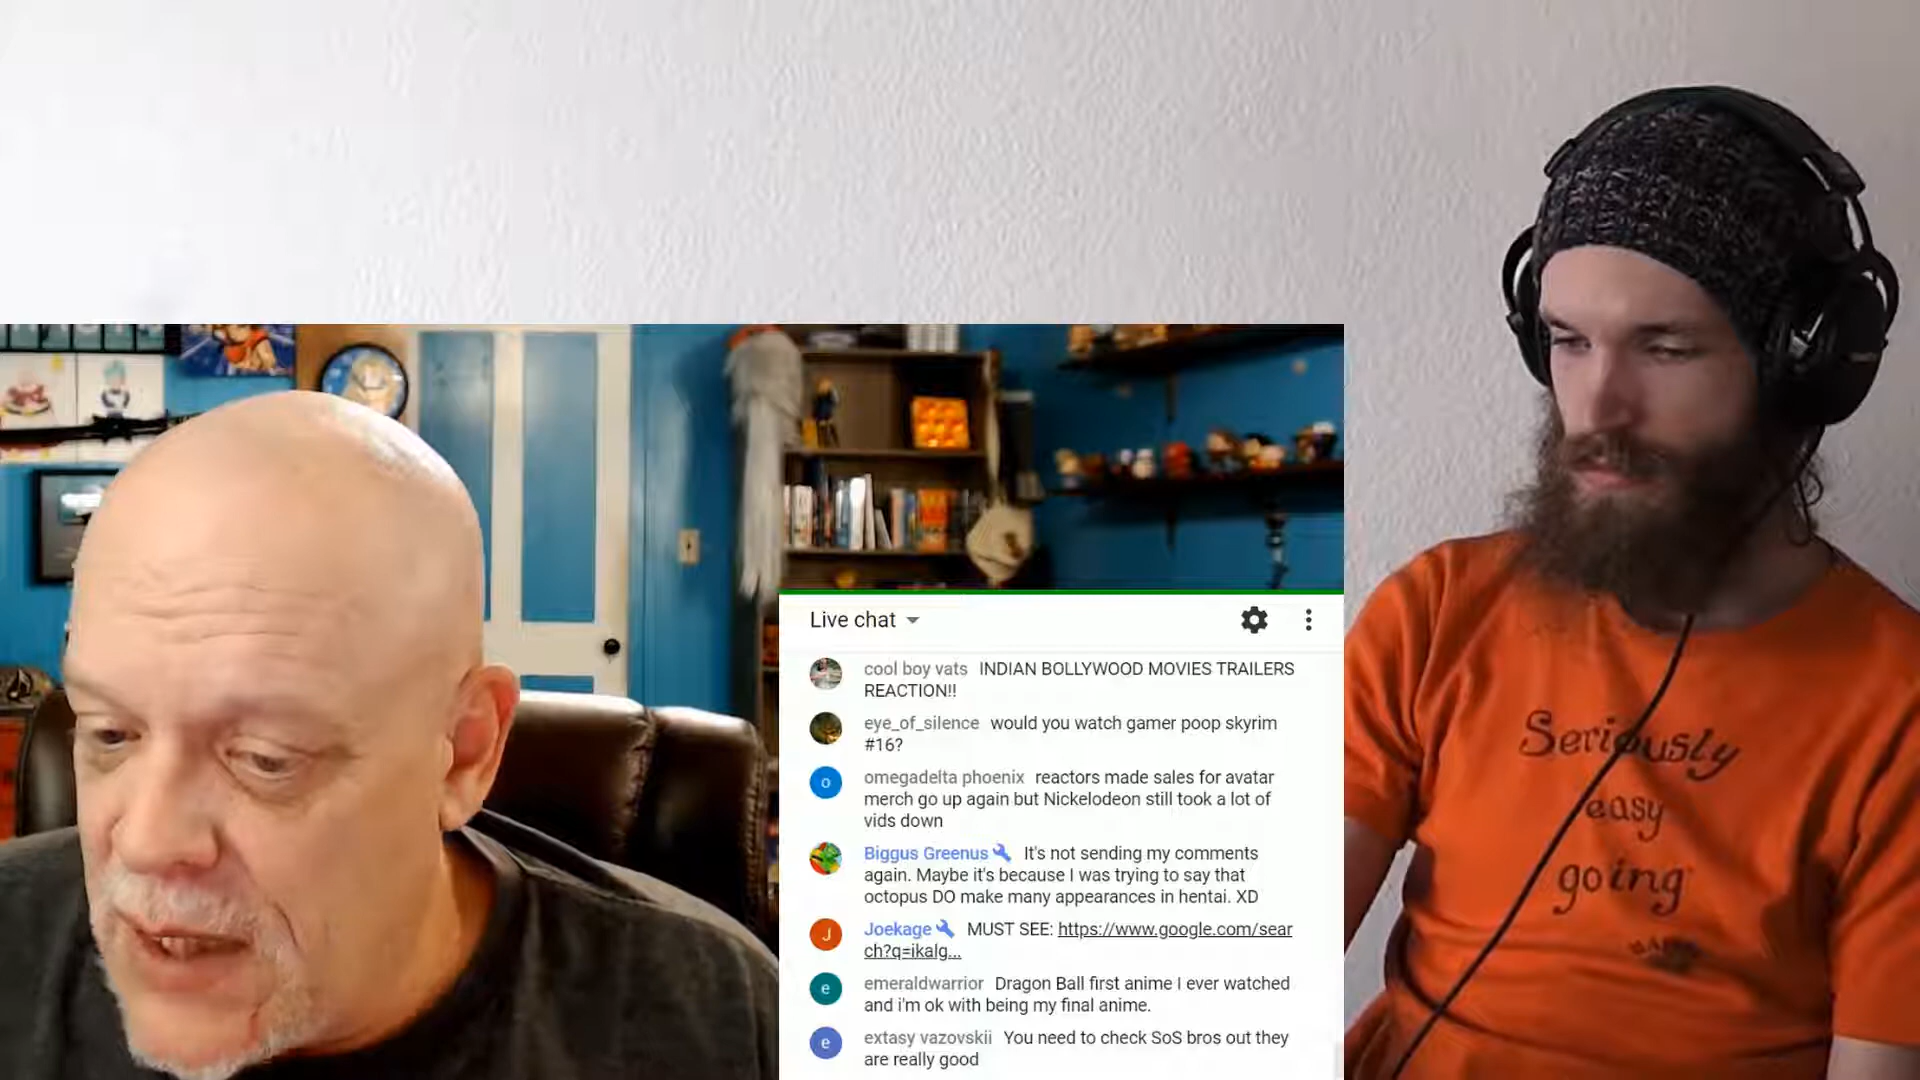 Live chat
cool boy vats INDIAN BOLLYWOOD MOVIES TRAILERS
REACTION!!
eye_of_silence would you watch gamer poop skyrim
#16?
o
omegadelta phoenix reactors made sales for avatar
merch go up again but Nickelodeon still took a lot of
vids down
Biggus Greenus It's not sending my comments
again. Maybe it's because I was trying to say that
octopus DO make many appearances in hentai. XD
J
Joekage MUST SEE: https://www.google.com/sear
ch?q=ikalg...
e
emeraldwarrior Dragon Ball first anime I ever watched
and i'm ok with being my final anime.
e
extasy vazovskii You need to check SoS bros out they
are really good
Seriously
easy
going